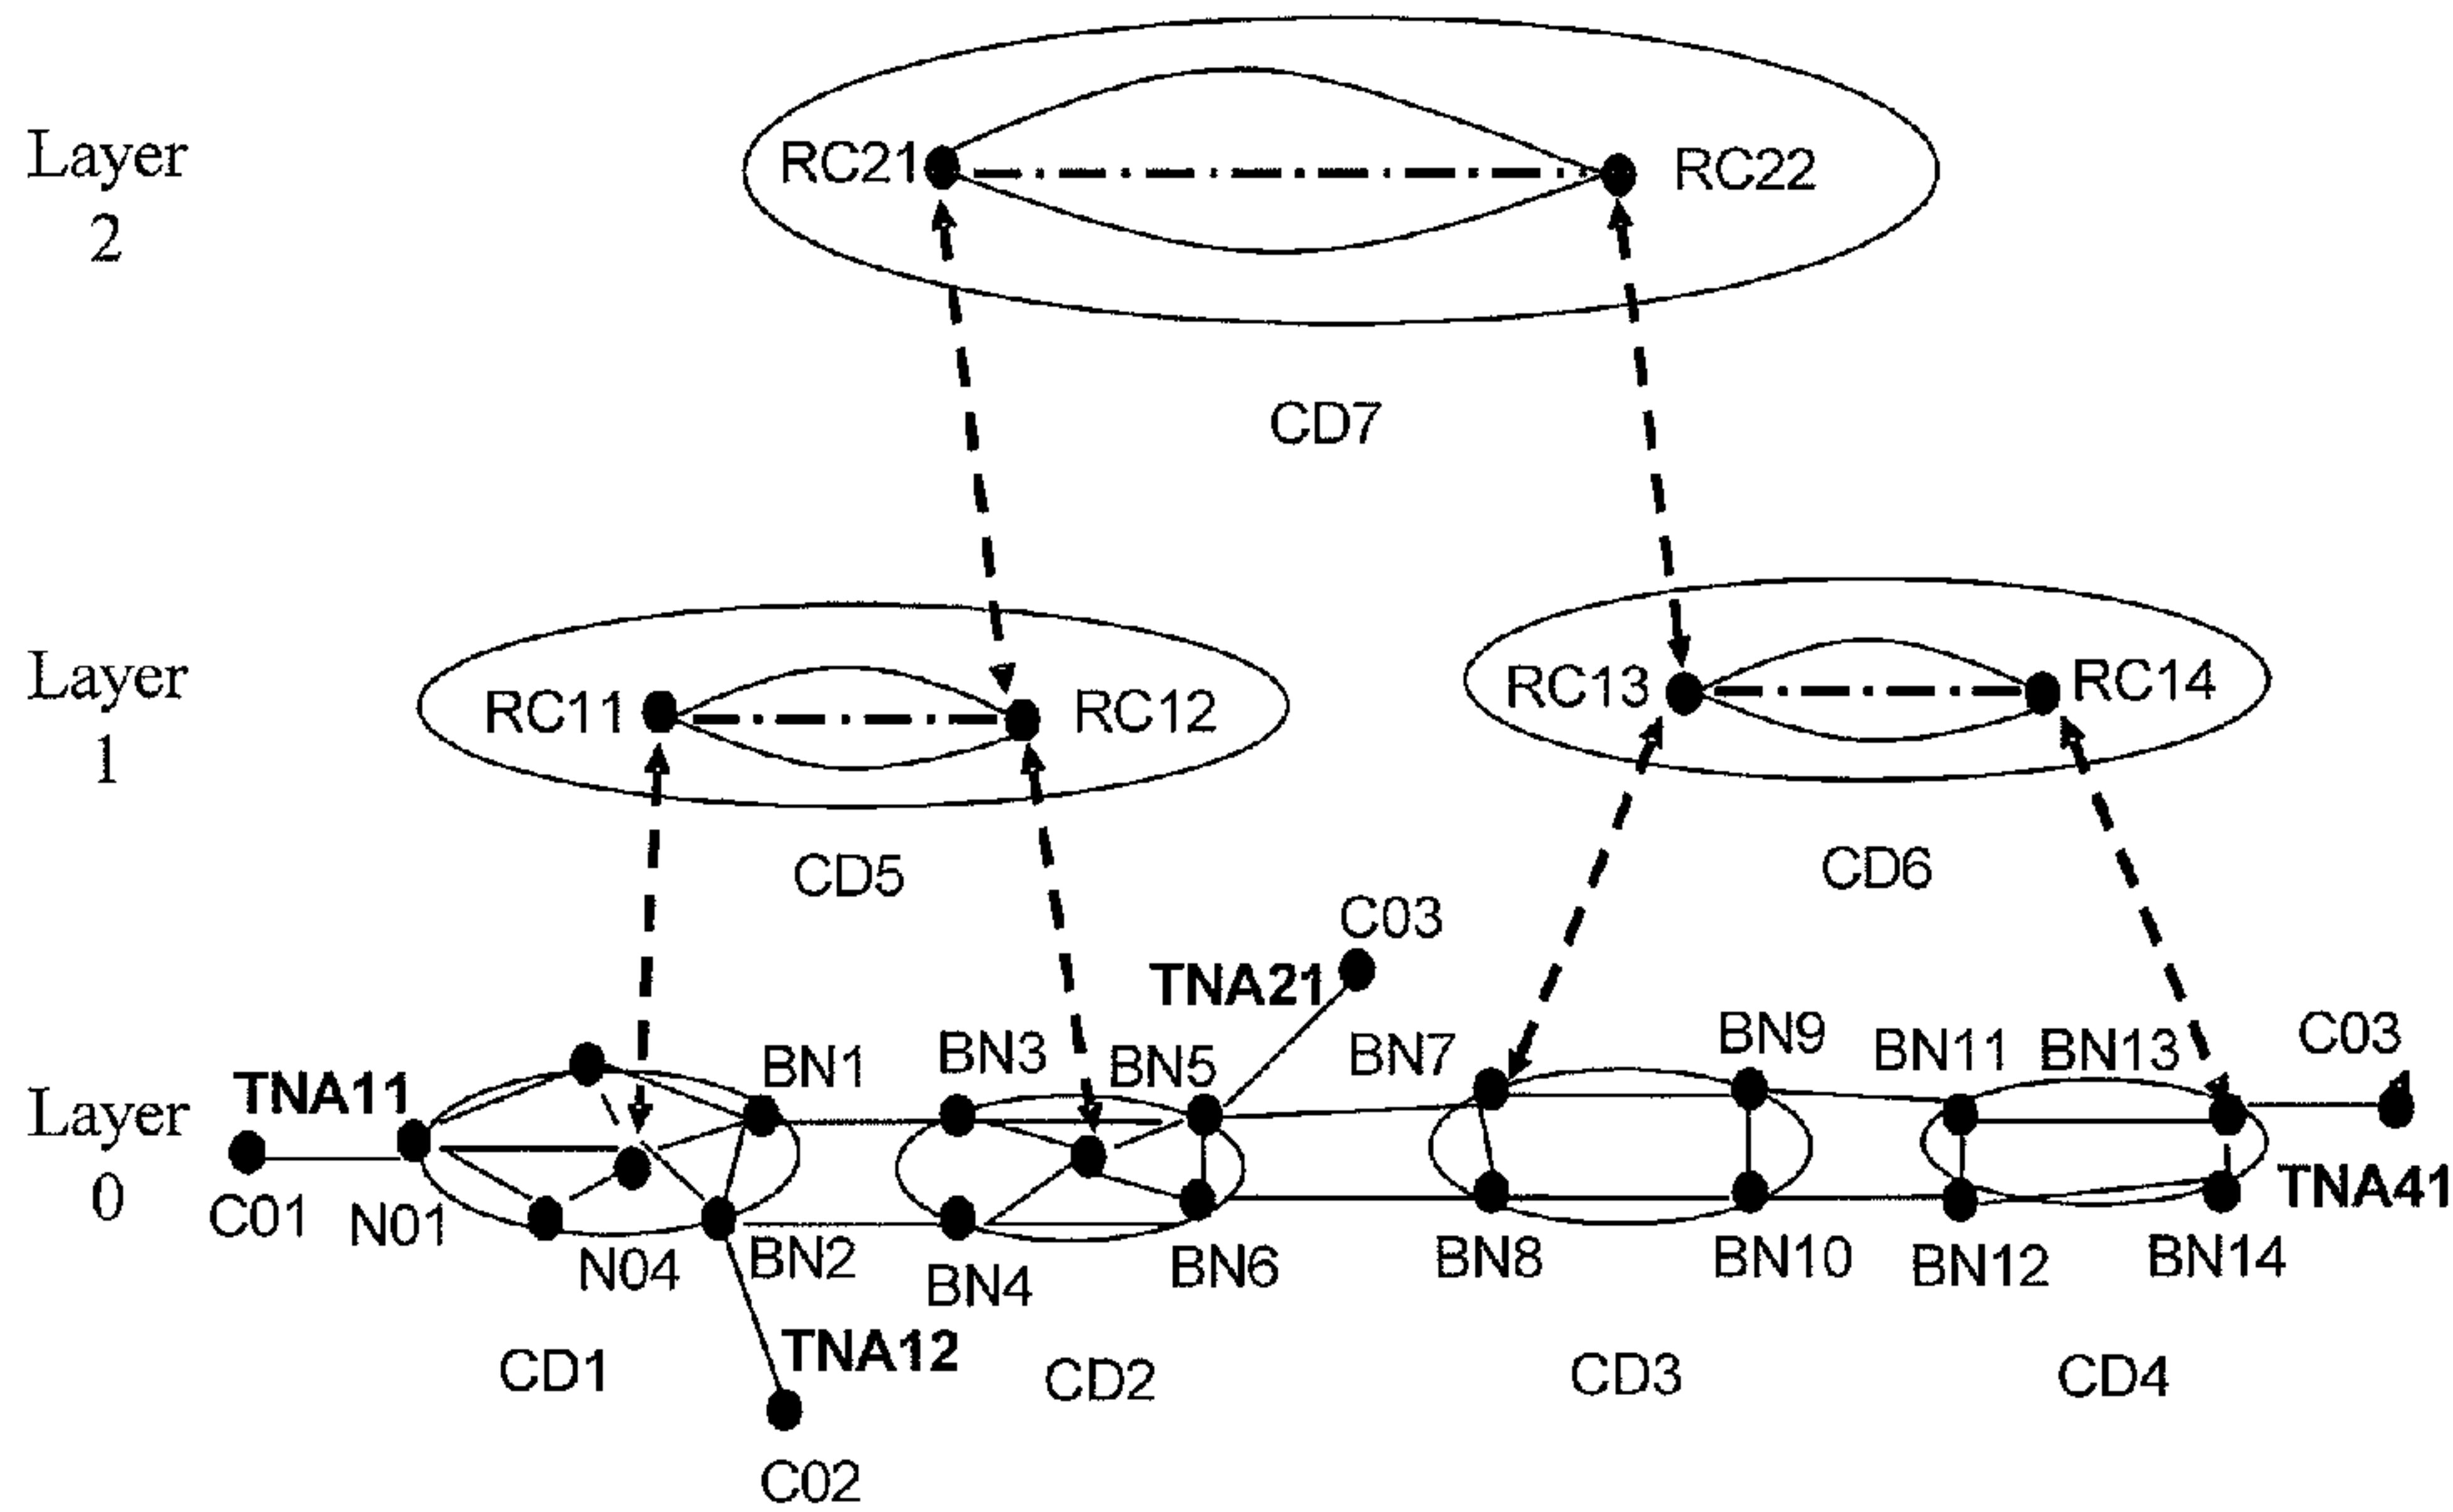 Layer
2
RC21
RC22
CD7
Layer
1
RC11
RC12
RC13
RC14
CD5
CD6
Layer
0
C03
TNA21
TNA11
BN1
BN3
BN5
BN7
BN9
BN11
BN13
C03
C01
N01
N04
BN2
BN4
BN6
BN8
BN10
BN12
BN14
TNA41
TNA12
CD1
CD2
CD3
CD4
C02